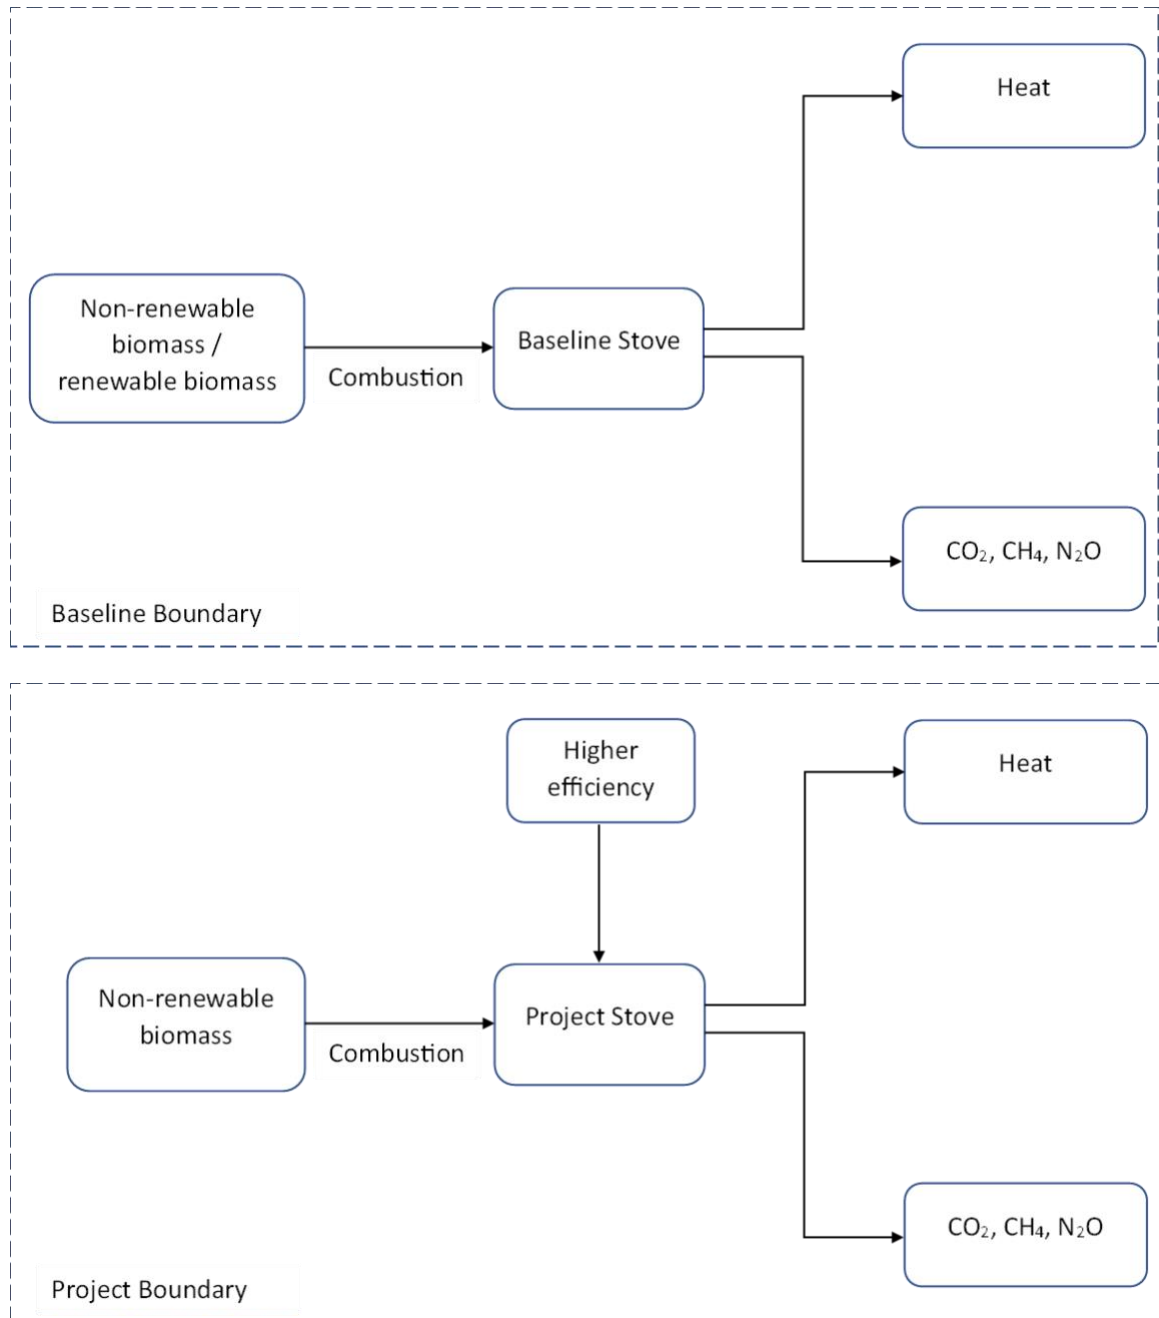 Heat
Non-renewable
biomass /
renewable biomass
Combustion
Baseline Stove
CO₂, CH₄, N₂O
Baseline Boundary
Higher
efficiency
Heat
Non-renewable
biomass
Combustion
Project Stove
CO₂, CH₄, N₂O
Project Boundary